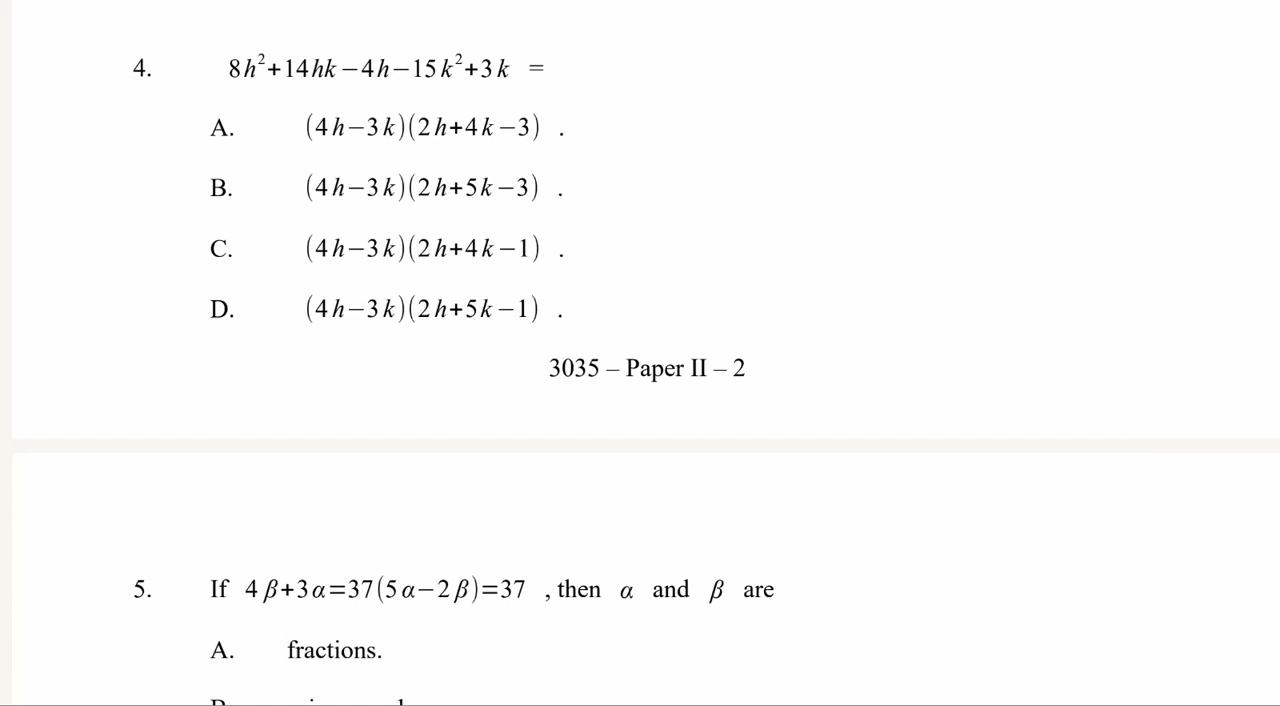 4. 8h²+14hk−4h−15k²+3k =
A. (4h−3k)(2h+4k−3) .
B. (4h−3k)(2h+5k−3) .
C. (4h−3k)(2h+4k−1) .
D. (4h−3k)(2h+5k−1) .
3035 – Paper II – 2
5. If 4β+3α=37(5α−2β)=37 , then α and β are
A. fractions.